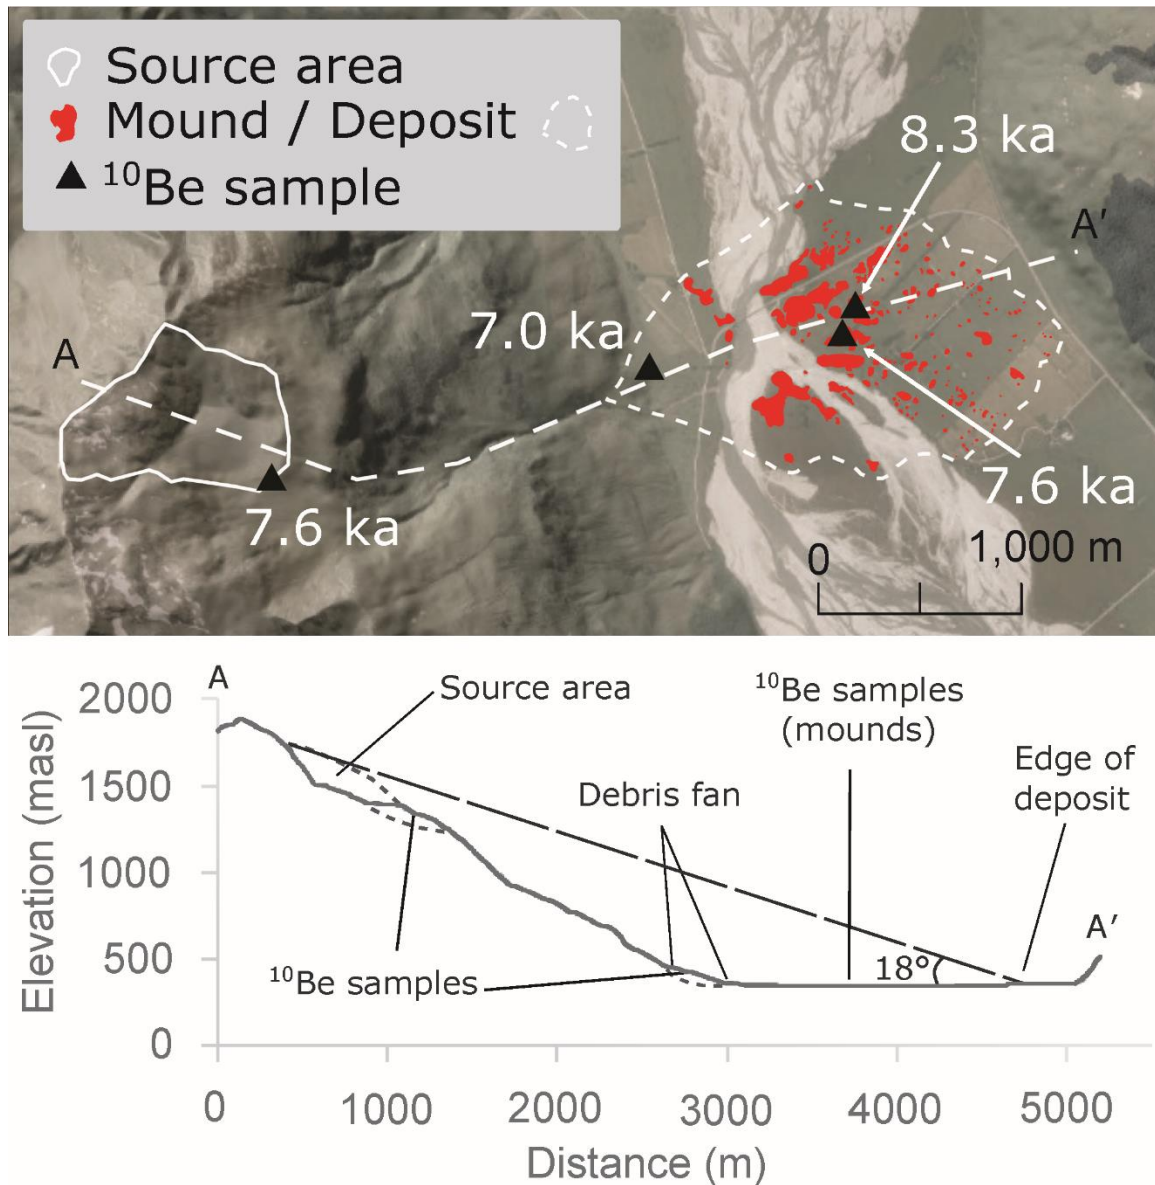 Source area
Mound / Deposit
¹⁰Be sample
8.3 ka
A′
7.0 ka
A
7.6 ka
7.6 ka
0
1,000 m
A
Source area
¹⁰Be samples
(mounds)
Edge of
deposit
Debris fan
A′
¹⁰Be samples
18°
Elevation (masl)
2000
1500
1000
500
0
0
1000
2000
3000
4000
5000
Distance (m)